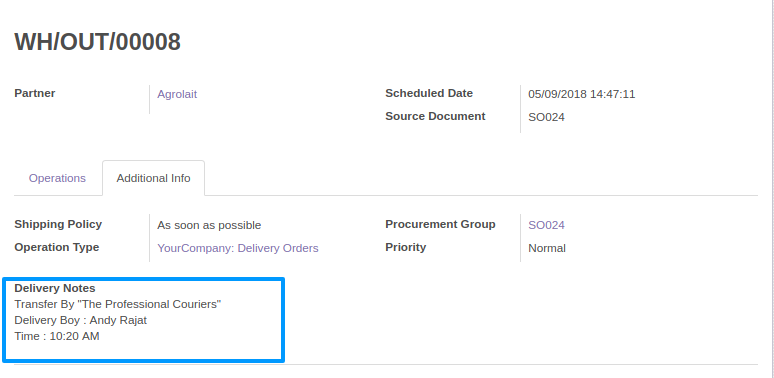 WH/OUT/00008
Partner Agrolait Scheduled Date 05/09/2018 14:47:11
Source Document SO024
Operations Additional Info
Shipping Policy As soon as possible Procurement Group SO024
Operation Type YourCompany: Delivery Orders Priority Normal
Delivery Notes
Transfer By "The Professional Couriers"
Delivery Boy : Andy Rajat
Time : 10:20 AM